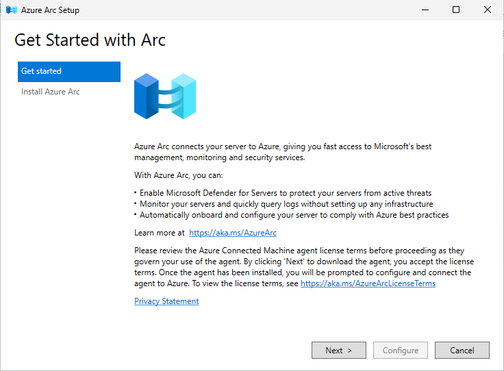 Azure Arc Setup
Get Started with Arc
Get started
Install Azure Arc
Azure Arc connects your server to Azure, giving you fast access to Microsoft's best
management, monitoring and security services.
With Azure Arc, you can:
• Enable Microsoft Defender for Servers to protect your servers from active threats
• Monitor your servers and quickly query logs without setting up any infrastructure
• Automatically onboard and configure your server to comply with Azure best practices
Learn more at https://aka.ms/AzureArc
Please review the Azure Connected Machine agent license terms before proceeding as they
govern your use of the agent. By clicking 'Next' to download the agent, you accept the license
terms. Once the agent has been installed, you will be prompted to configure and connect the
agent to Azure. To view the license terms, see https://aka.ms/AzureArcLicenseTerms
Privacy Statement
Next >
Configure
Cancel